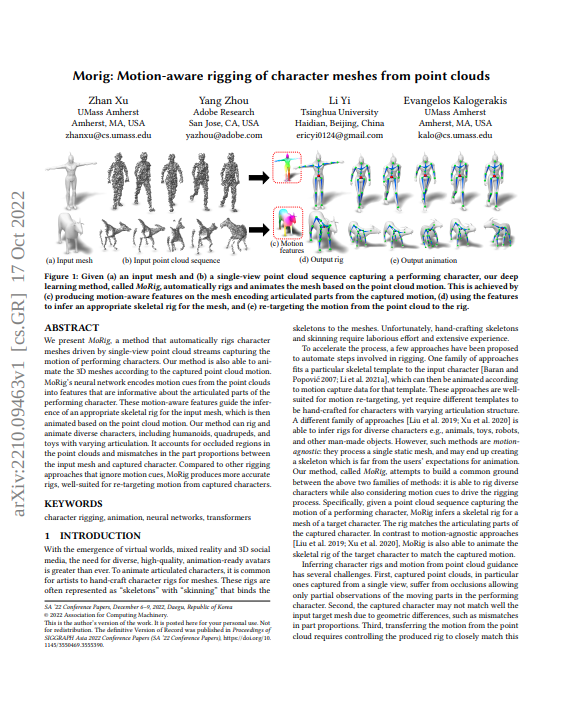 Morig: Motion-aware rigging of character meshes from point clouds
Zhan Xu
UMass Amherst
Amherst, MA, USA
zhanxu@cs.umass.edu
Yang Zhou
Adobe Research
San Jose, CA, USA
yazhou@adobe.com
Li Yi
Tsinghua University
Haidian, Beijing, China
ericyi0124@gmail.com
Evangelos Kalogerakis
UMass Amherst
Amherst, MA, USA
kalo@cs.umass.edu
(a) Input mesh
(b) Input point cloud sequence
(c) Motion
features
(d) Output rig
(e) Output animation
Figure 1: Given (a) an input mesh and (b) a single-view point cloud sequence capturing a performing character, our deep
learning method, called MoRig, automatically rigs and animates the mesh based on the point cloud motion. This is achieved by
(c) producing motion-aware features on the mesh encoding articulated parts from the captured motion, (d) using the features
to infer an appropriate skeletal rig for the mesh, and (e) re-targeting the motion from the point cloud to the rig.
ABSTRACT
We present MoRig, a method that automatically rigs character
meshes driven by single-view point cloud streams capturing the
motion of performing characters. Our method is also able to ani-
mate the 3D meshes according to the captured point cloud motion.
MoRig's neural network encodes motion cues from the point clouds
into features that are informative about the articulated parts of the
performing character. These motion-aware features guide the infer-
ence of an appropriate skeletal rig for the input mesh, which is then
animated based on the point cloud motion. Our method can rig and
animate diverse characters, including humanoids, quadrupeds, and
toys with varying articulation. It accounts for occluded regions in
the point clouds and mismatches in the part proportions between
the input mesh and captured character. Compared to other rigging
approaches that ignore motion cues, MoRig produces more accurate
rigs, well-suited for re-targeting motion from captured characters.
KEYWORDS
character rigging, animation, neural networks, transformers
1 INTRODUCTION
With the emergence of virtual worlds, mixed reality and 3D social
media, the need for diverse, high-quality, animation-ready avatars
is greater than ever. To animate articulated characters, it is com-
mon for artists to hand-craft character rigs for meshes. These rigs are
often represented as "skeletons" with "skinning" that binds the
SA '22 Conference Papers, December 6–9, 2022, Daegu, Republic of Korea
© 2022 Association for Computing Machinery.
This is the author's version of the work. It is posted here for your personal use. Not
for redistribution. The definitive Version of Record was published in Proceedings of
SIGGRAPH Asia 2022 Conference Papers (SA '22 Conference Papers), https://doi.org/10.
1145/3550469.3555390.
skeletons to the meshes. Unfortunately, hand-crafting skeletons
and skinning require laborious effort and extensive experience.
To accelerate the process, a few approaches have been proposed
to automate steps involved in rigging. One family of approaches
fits a particular skeletal template to the input character [Baran and
Popović 2007; Li et al. 2021a], which can then be animated according
to motion capture data for that template. These approaches are well-
suited for motion re-targeting, yet require different templates to
be hand-crafted for characters with varying articulation structure.
A different family of approaches [Liu et al. 2019; Xu et al. 2020] is
able to infer rigs for diverse characters e.g., animals, toys, robots,
and other man-made objects. However, such methods are motion-
agnostic: they process a single static mesh, and may end up creating
a skeleton which is far from the users' expectations for animation.
Our method, called MoRig, attempts to build a common ground
between the above two families of methods: it is able to rig diverse
characters while also considering motion cues to drive the rigging
process. Specifically, given a point cloud sequence capturing the
motion of a performing character, MoRig infers a skeletal rig for a
mesh of a target character. The rig matches the articulating parts of
the captured character. In contrast to motion-agnostic approaches
[Liu et al. 2019; Xu et al. 2020], MoRig is also able to animate the
skeletal rig of the target character to match the captured motion.
Inferring character rigs and motion from point cloud guidance
has several challenges. First, captured point clouds, in particular
ones captured from a single view, suffer from occlusions allowing
only partial observations of the moving parts in the performing
character. Second, the captured character may not match well the
input target mesh due to geometric differences, such as mismatches
in part proportions. Third, transferring the motion from the point
cloud requires controlling the produced rig to closely match this
arXiv:2210.09463v1 [cs.GR] 17 Oct 2022